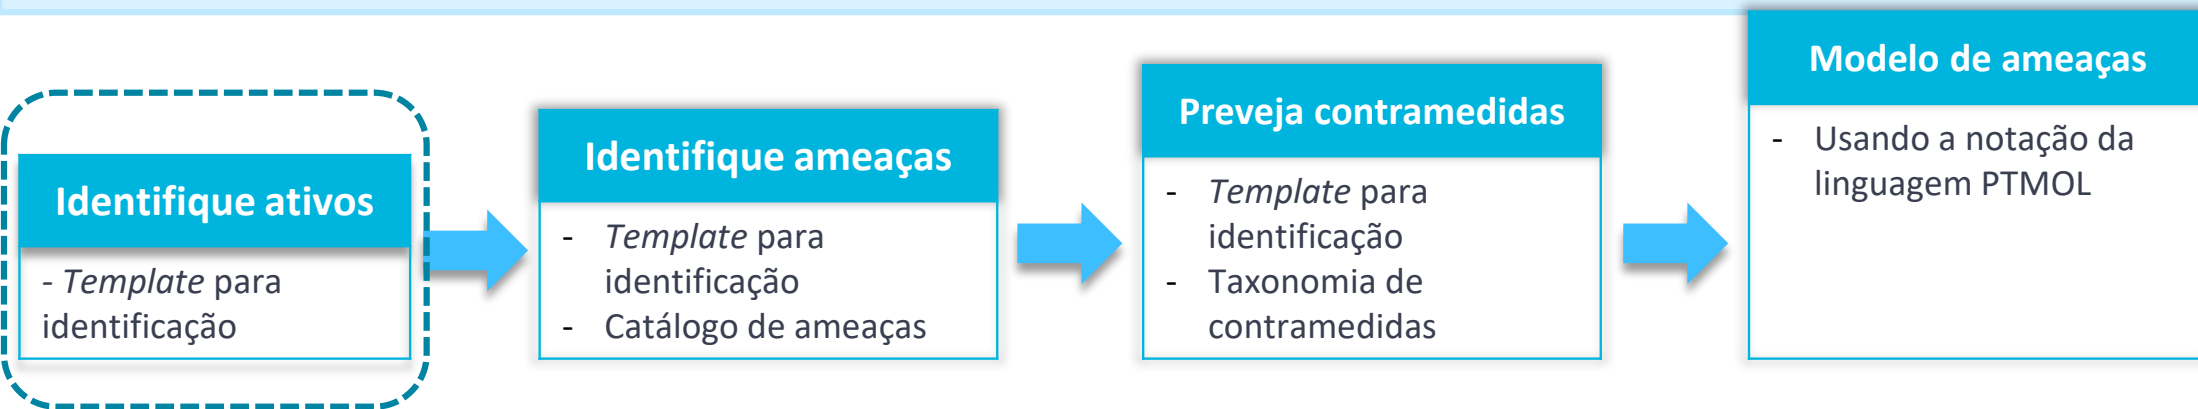 Identifique ativos
- Template para
identificação
Identifique ameaças
- Template para
identificação
- Catálogo de ameaças
Preveja contramedidas
- Template para
identificação
- Taxonomia de
contramedidas
Modelo de ameaças
- Usando a notação da
linguagem PTMOL